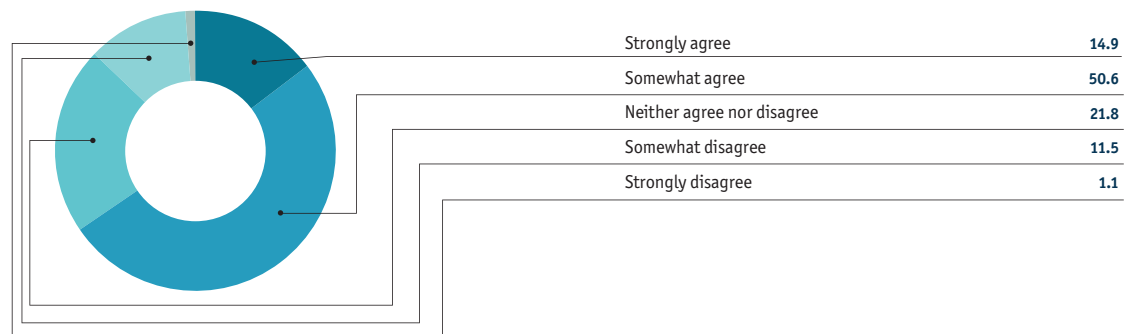 Strongly agree 14.9
Somewhat agree 50.6
Neither agree nor disagree 21.8
Somewhat disagree 11.5
Strongly disagree 1.1